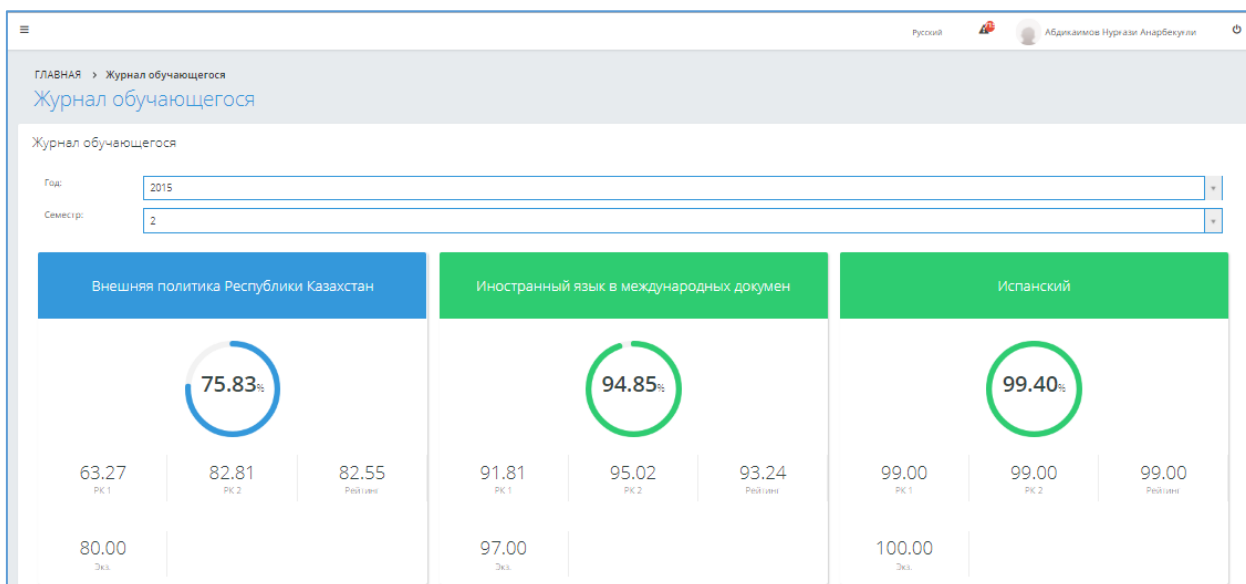 Русский
Абдикаимов Нургази Анарбекугли
ГЛАВНАЯ > Журнал обучающегося
Журнал обучающегося
Журнал обучающегося
Год: 2015
Семестр: 2
Внешняя политика Республики Казахстан
75.83%
63.27 82.81 82.55
РК 1 РК 2 Рейтинг
80.00
Экз.
Иностранный язык в международных докумен
94.85%
91.81 95.02 93.24
РК 1 РК 2 Рейтинг
97.00
Экз.
Испанский
99.40%
99.00 99.00 99.00
РК 1 РК 2 Рейтинг
100.00
Экз.